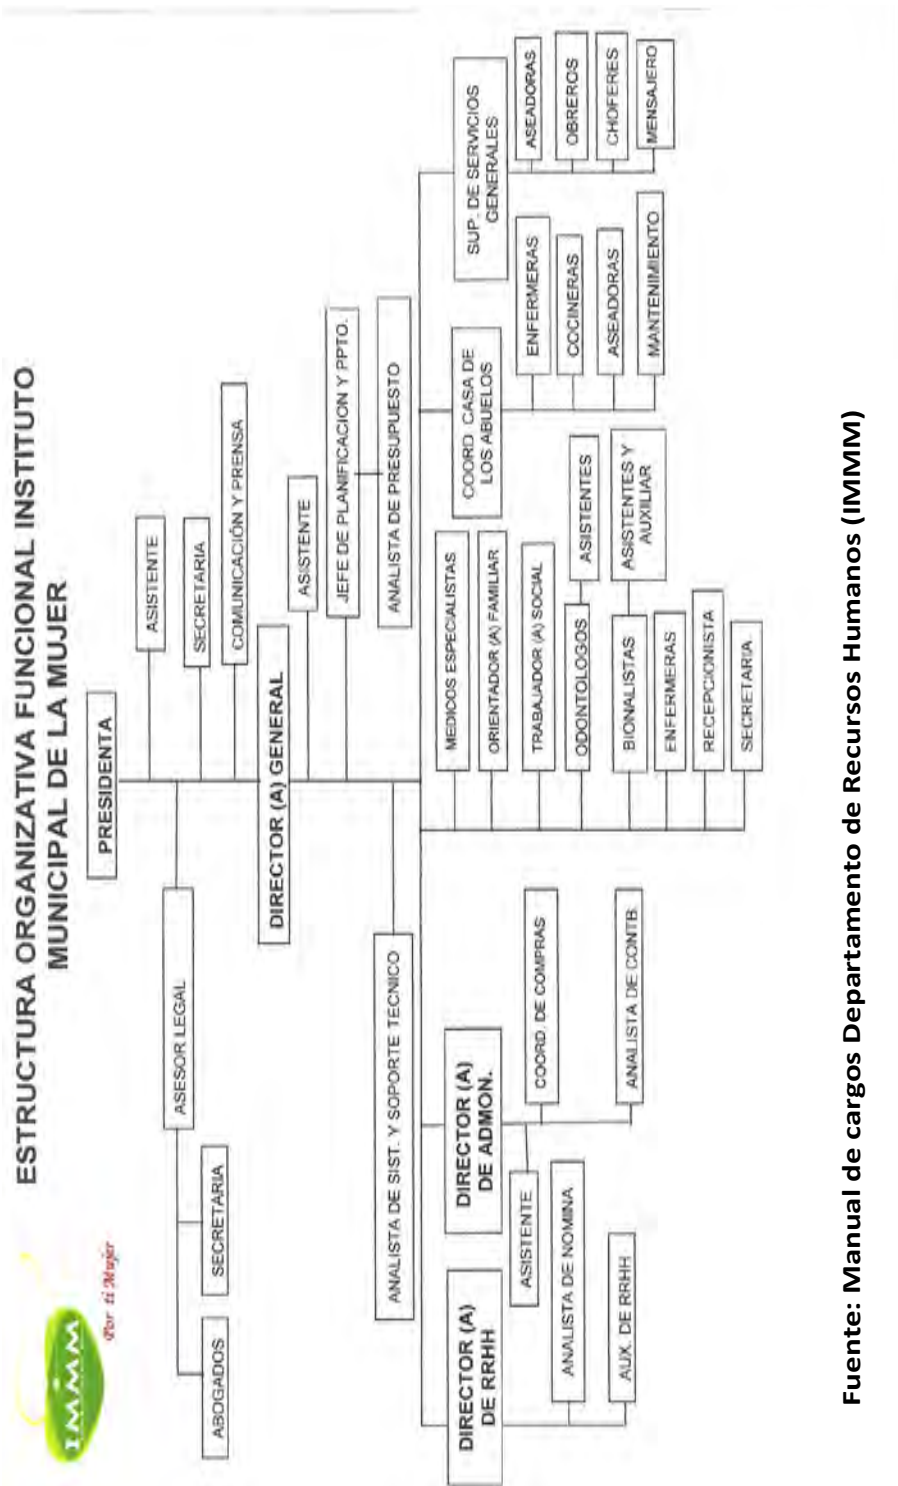 ESTRUCTURA ORGANIZATIVA FUNCIONAL INSTITUTO
MUNICIPAL DE LA MUJER
IMMM
Por ti Mujer
PRESIDENTA
ASISTENTE
ASESOR LEGAL
SECRETARIA
ABOGADOS
SECRETARIA
COMUNICACIÓN Y PRENSA
DIRECTOR (A) GENERAL
ASISTENTE
JEFE DE PLANIFICACION Y PPTO.
ANALISTA DE SIST. Y SOPORTE TECNICO
ANALISTA DE PRESUPUESTO
DIRECTOR (A)
DE RRHH
ANALISTA DE NOMINA
AUX. DE RRHH
DIRECTOR (A)
DE ADMON.
ASISTENTE
COORD. DE COMPRAS
ANALISTA DE CONTB.
MEDICOS ESPECIALISTAS
ORIENTADOR (A) FAMILIAR
TRABAJADOR (A) SOCIAL
ODONTOLOGOS
ASISTENTES
BIONALISTAS
ASISTENTES Y
AUXILIAR
ENFERMERAS
RECEPCIONISTA
SECRETARIA
COORD. CASA DE
LOS ABUELOS
ENFERMERAS
COCINERAS
ASEADORAS
MANTENIMIENTO
SUP. DE SERVICIOS
GENERALES
ASEADORAS
OBREROS
CHOFERES
MENSAJERO
Fuente: Manual de cargos Departamento de Recursos Humanos (IMMM)